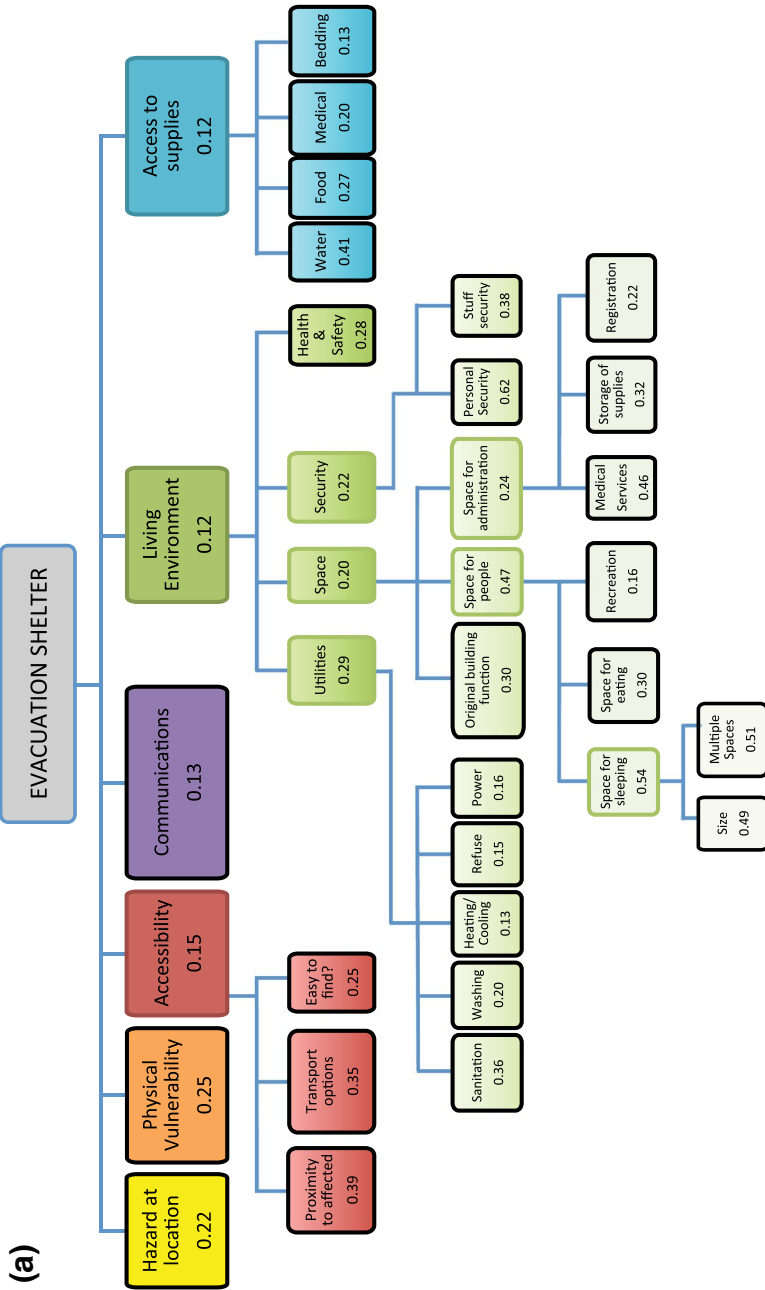 (a)
EVACUATION SHELTER
Hazard at
location
0.22
Physical
Vulnerability
0.25
Accessibility
0.15
Communications
0.13
Living
Environment
0.12
Access to
supplies
0.12
Proximity
to affected
0.39
Transport
options
0.35
Easy to
find?
0.25
Utilities
0.29
Space
0.20
Security
0.22
Health
&
Safety
0.28
Water
0.41
Food
0.27
Medical
0.20
Bedding
0.13
Sanitation
0.36
Washing
0.20
Heating/
Cooling
0.13
Refuse
0.15
Power
0.16
Original building
function
0.30
Space for
people
0.47
Space for
administration
0.24
Personal
Security
0.62
Stuff
security
0.38
Space for
sleeping
0.54
Space for
eating
0.30
Recreation
0.16
Medical
Services
0.46
Storage of
supplies
0.32
Registration
0.22
Size
0.49
Multiple
Spaces
0.51